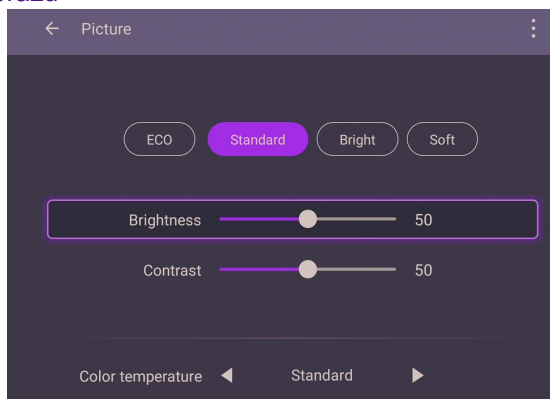 Picture
ECO Standard Bright Soft
Brightness 50
Contrast 50
Color temperature Standard